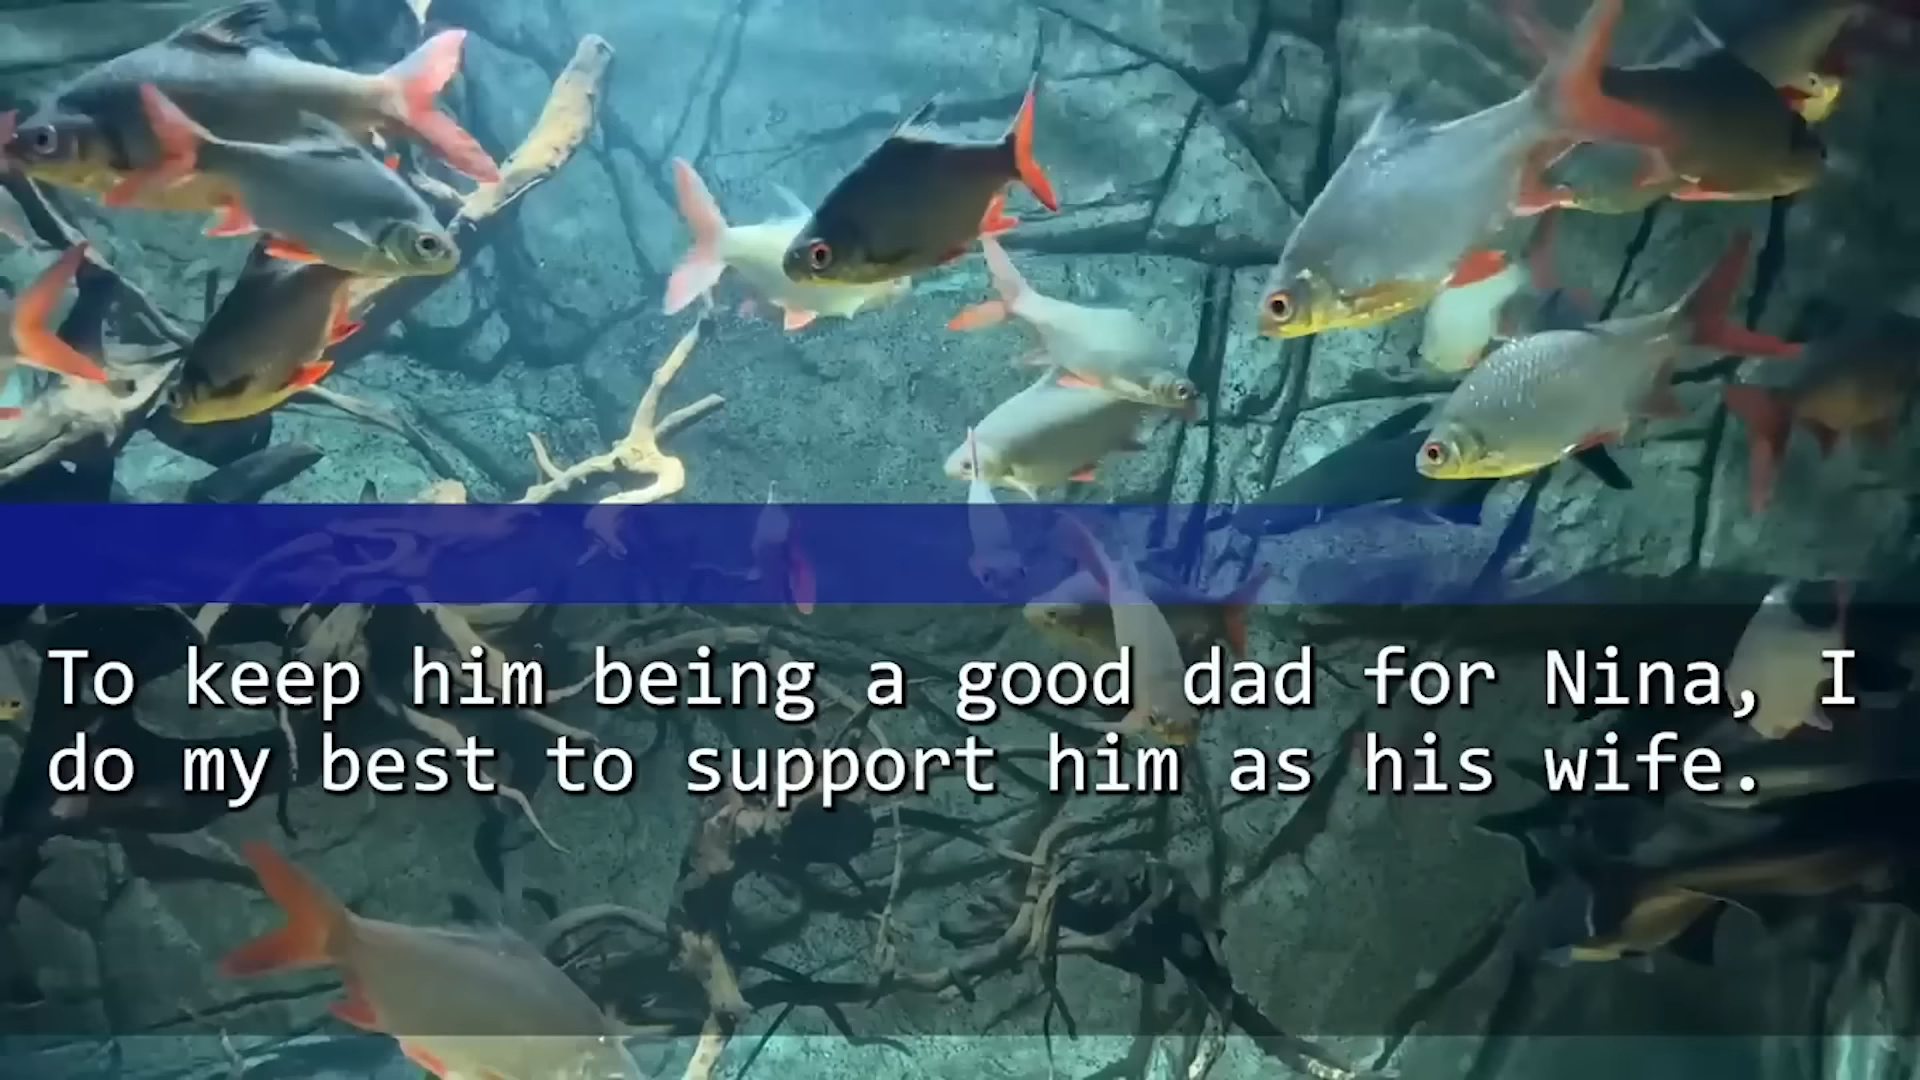 To keep him being a good dad for Nina, I
do my best to support him as his wife.